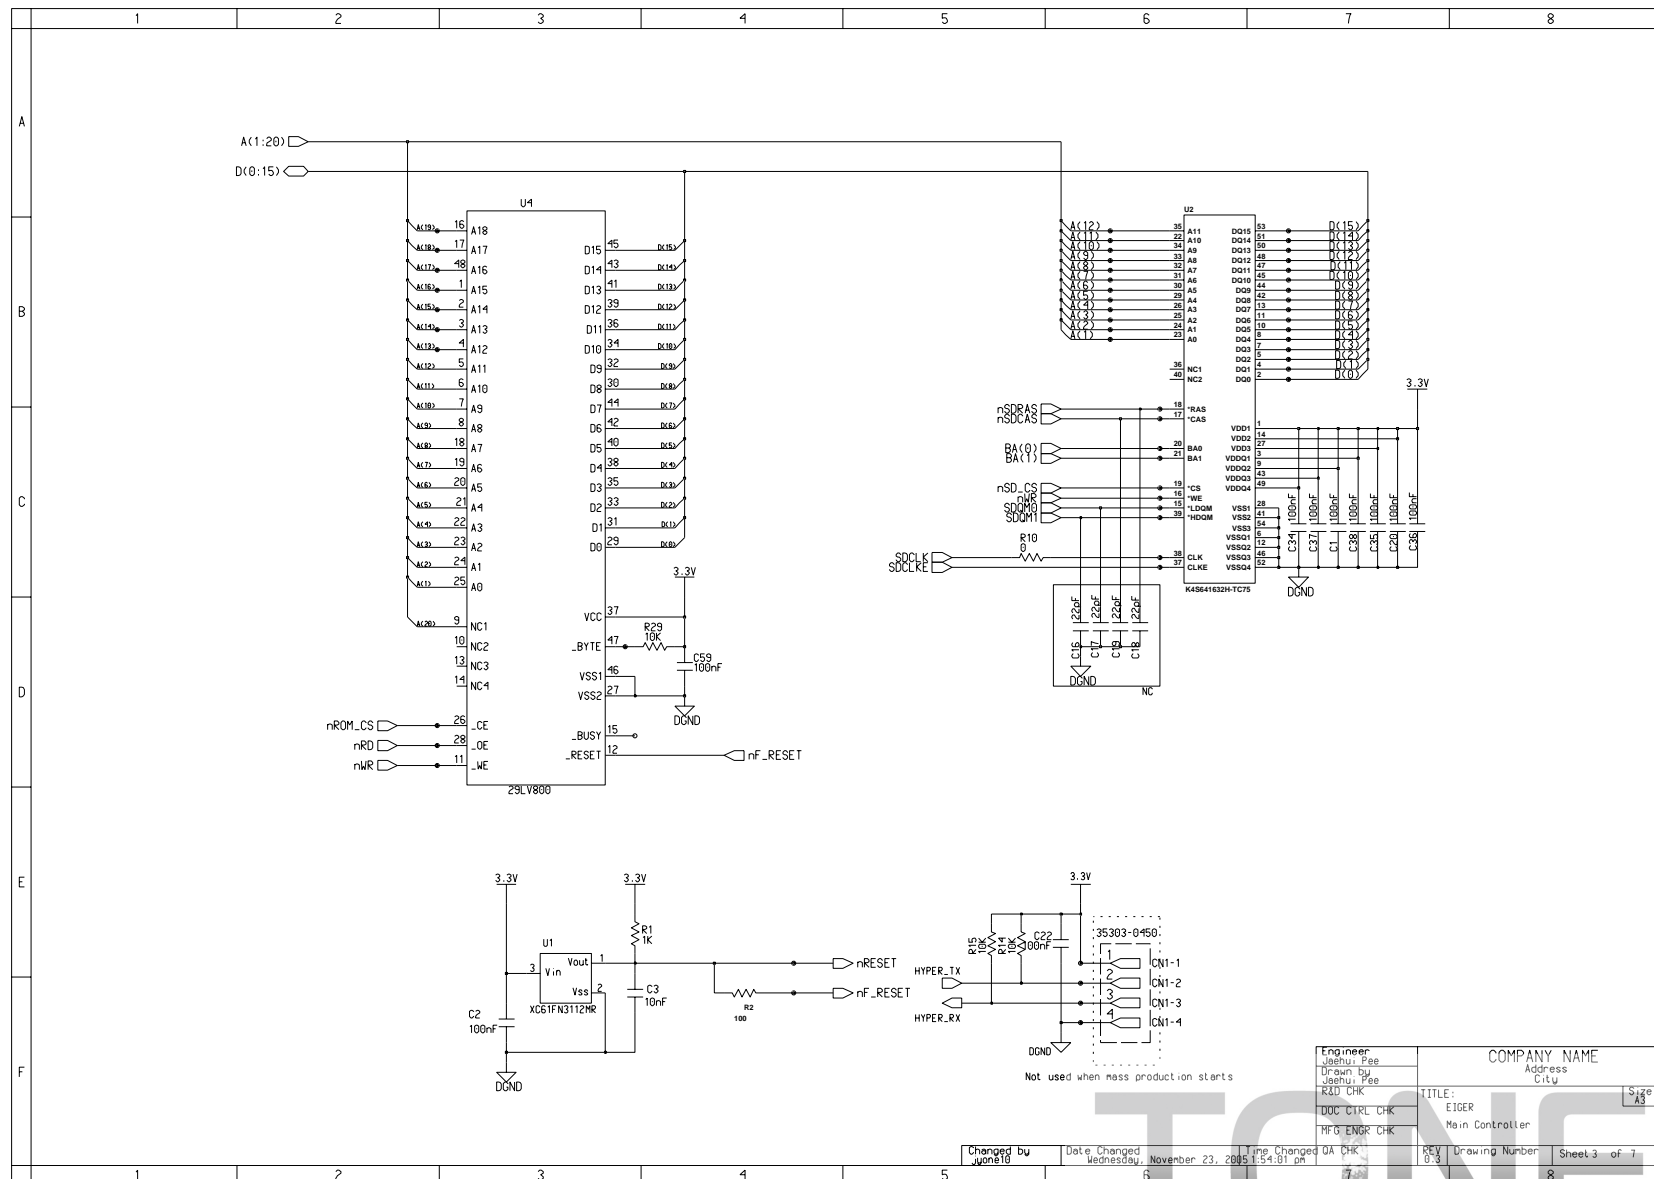 1 2 3 4 5 6 7 8
A
B
C
D
E
F
A(1:20)
D(0:15)
U4
A(19) 16 A18
A(18) 17 A17
A(17) 48 A16
A(16) 1 A15
A(15) 2 A14
A(14) 3 A13
A(13) 4 A12
A(12) 5 A11
A(11) 6 A10
A(10) 7 A9
A(9) 8 A8
A(8) 18 A7
A(7) 19 A6
A(6) 20 A5
A(5) 21 A4
A(4) 22 A3
A(3) 23 A2
A(2) 24 A1
A(1) 25 A0
A(20) 9 NC1
10 NC2
13 NC3
14 NC4
nROM_CS 26 _CE
nRD 28 _OE
nWR 11 _WE
D15 45 D(15)
D14 43 D(14)
D13 41 D(13)
D12 39 D(12)
D11 36 D(11)
D10 34 D(10)
D9 32 D(9)
D8 30 D(8)
D7 44 D(7)
D6 42 D(6)
D5 40 D(5)
D4 38 D(4)
D3 35 D(3)
D2 33 D(2)
D1 31 D(1)
D0 29 D(0)
3.3V
VCC 37
R29
10K
_BYTE 47
C59
100nF
VSS1 46
VSS2 27
DGND
_BUSY 15
_RESET 12 nF_RESET
29LV800
U2
A(12) 35 A11
A(11) 22 A10
A(10) 34 A9
A(9) 33 A8
A(8) 32 A7
A(7) 31 A6
A(6) 30 A5
A(5) 29 A4
A(4) 26 A3
A(3) 25 A2
A(2) 24 A1
A(1) 23 A0
36 NC1
40 NC2
nSDRAS 18 *RAS
nSDCAS 17 *CAS
BA(0) 20 BA0
BA(1) 21 BA1
nSD_CS 19 *CS
nWR 16 *WE
SDQM0 15 *LDQM
SDQM1 39 *HDQM
R10
0
SDCLK 38 CLK
SDCLKE 37 CLKE
DQ15 53 D(15)
DQ14 51 D(14)
DQ13 50 D(13)
DQ12 48 D(12)
DQ11 47 D(11)
DQ10 45 D(10)
DQ9 44 D(9)
DQ8 42 D(8)
DQ7 13 D(7)
DQ6 11 D(6)
DQ5 10 D(5)
DQ4 8 D(4)
DQ3 7 D(3)
DQ2 5 D(2)
DQ1 4 D(1)
DQ0 2 D(0)
3.3V
VDD1 1
VDD2 14
VDD3 27
VDDQ1 3
VDDQ2 9
VDDQ3 43
VDDQ4 49
VSS1 28
VSS2 41
VSS3 54
VSSQ1 6
VSSQ2 12
VSSQ3 46
VSSQ4 52
K4S641632H-TC75
C34 100nF
C37 100nF
C1 100nF
C38 100nF
C35 100nF
C20 100nF
C36 100nF
DGND
C16 22pF
C17 22pF
C19 22pF
C18 22pF
DGND
NC
3.3V
3.3V
R1
1K
U1
3 Vin
Vout 1
Vss 2
XC61FN3112MR
C2
100nF
C3
10nF
DGND
nRESET
nF_RESET
R2
100
3.3V
R15
10K
R14
10K
C22
100nF
35303-0450
HYPER_TX
HYPER_RX
1 CN1-1
2 CN1-2
3 CN1-3
4 CN1-4
DGND
Not used when mass production starts
Engineer
Jaehui Pee
Drawn by
Jaehui Pee
R&D CHK
DOC CTRL CHK
MFG ENGR CHK
QA CHK
COMPANY NAME
Address
City
TITLE:
EIGER
Main Controller
Size
A3
Changed by
jyone10
Date Changed
Wednesday, November 23, 2005
Time Changed
1:54:01 pm
REV
0.3
Drawing Number
Sheet 3 of 7
TONE
1 2 3 4 5 6 7 8